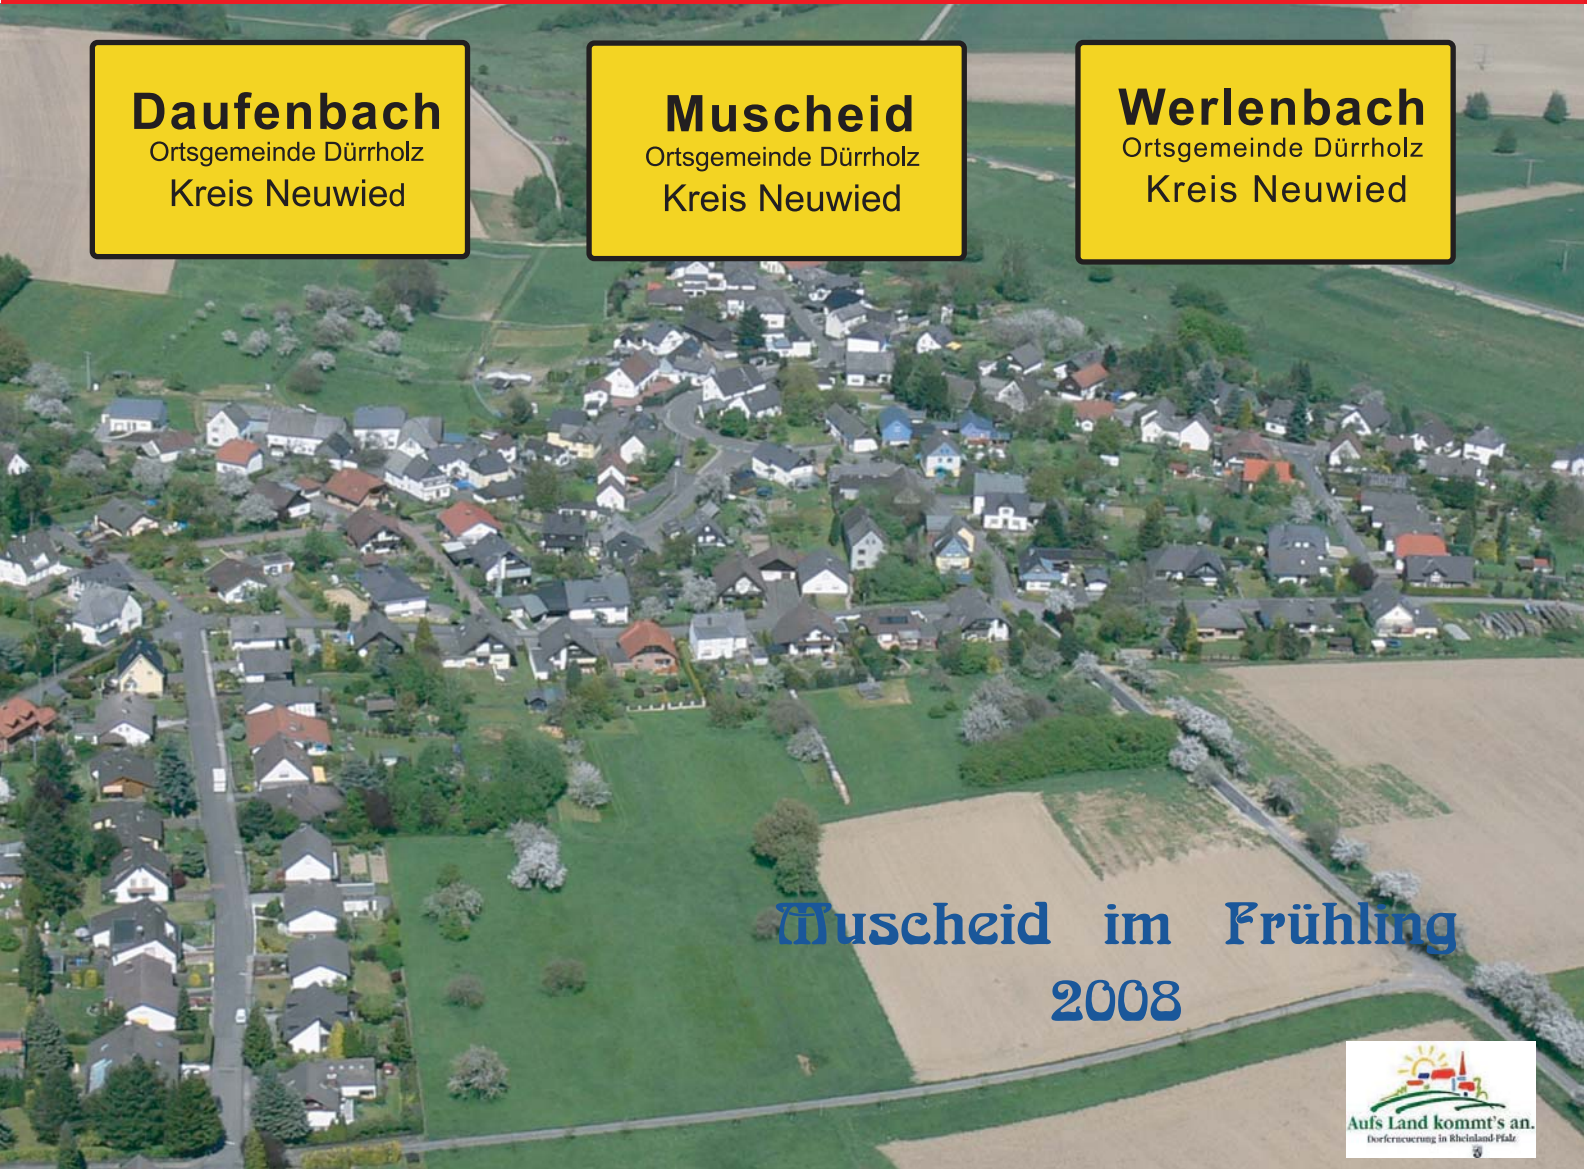 Daufenbach
Ortsgemeinde Dürrholz
Kreis Neuwied
Muscheid
Ortsgemeinde Dürrholz
Kreis Neuwied
Werlenbach
Ortsgemeinde Dürrholz
Kreis Neuwied
Muscheid im Frühling
2008
Aufs Land kommt's an.
Dorferneuerung in Rheinland-Pfalz